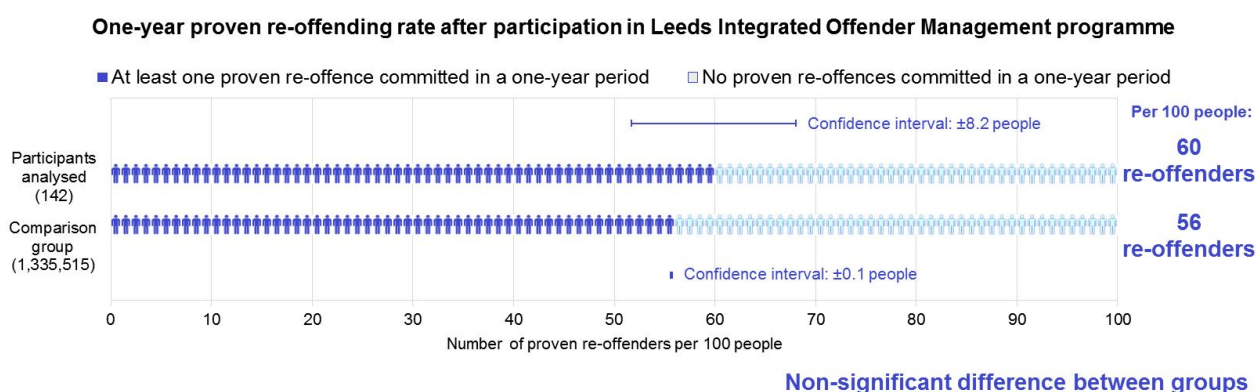 One-year proven re-offending rate after participation in Leeds Integrated Offender Management programme
At least one proven re-offence committed in a one-year period
No proven re-offences committed in a one-year period
Per 100 people:
Confidence interval: ±8.2 people
Participants
analysed
(142)
60
re-offenders
Comparison
group
(1,335,515)
56
re-offenders
Confidence interval: ±0.1 people
0 10 20 30 40 50 60 70 80 90 100
Number of proven re-offenders per 100 people
Non-significant difference between groups